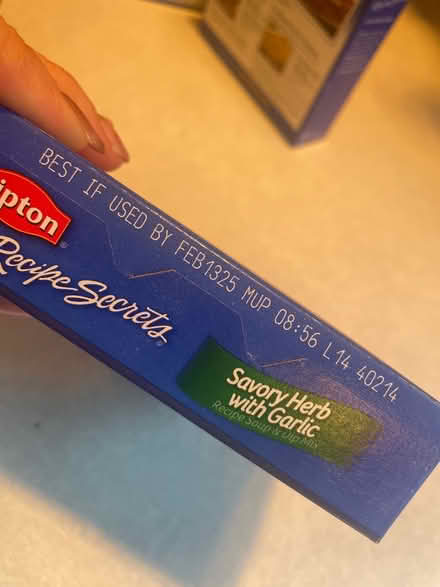 BEST IF USED BY FEB1325 MUP 08:56 L14 40214
ipton
Recipe Secrets
Savory Herb
with Garlic
Recipe Soup & Dip Mix